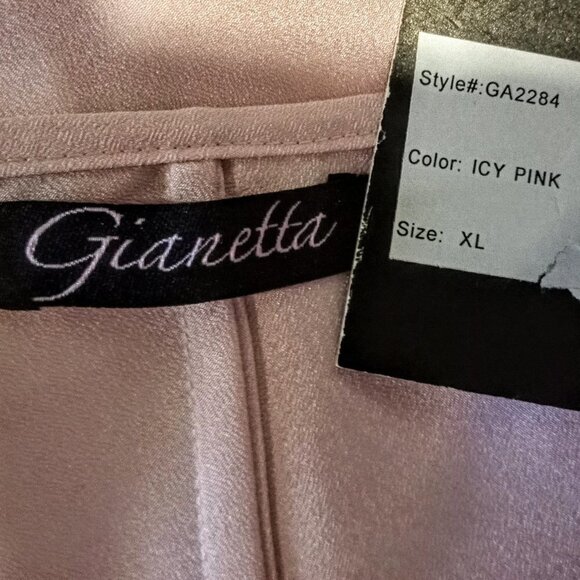 Gianetta
Style#:GA2284
Color: ICY PINK
Size: XL